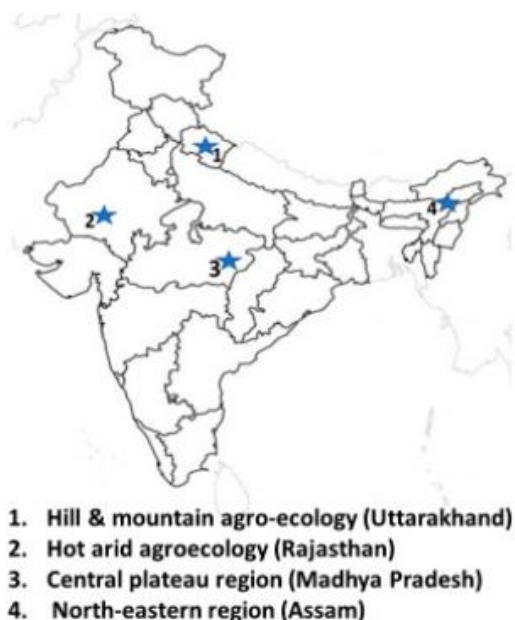 1
2
4
3
1. Hill & mountain agro-ecology (Uttarakhand)
2. Hot arid agroecology (Rajasthan)
3. Central plateau region (Madhya Pradesh)
4. North-eastern region (Assam)